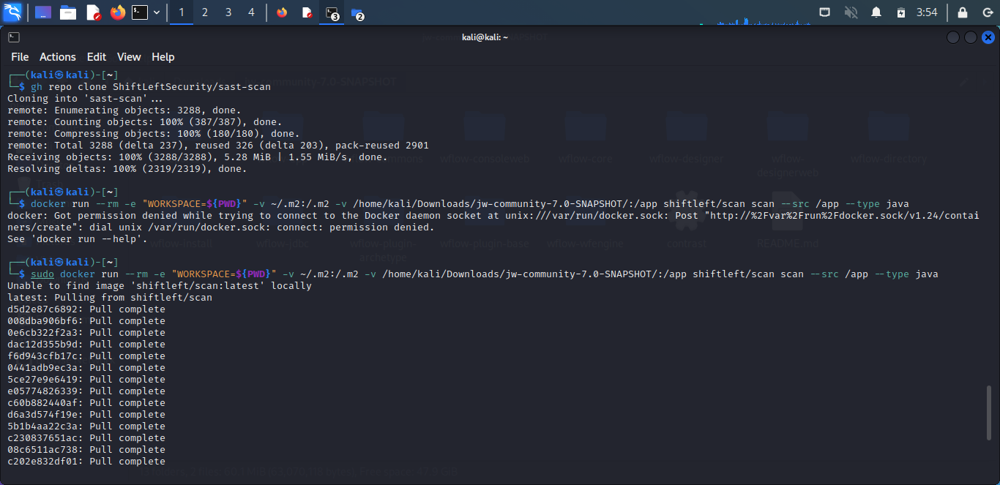 1 2 3 4 3 2 3:54
kali@kali: ~
File Actions Edit View Help
┌──(kali㉿kali)-[~]
└─$ gh repo clone ShiftLeftSecurity/sast-scan
Cloning into 'sast-scan'...
remote: Enumerating objects: 3288, done.
remote: Counting objects: 100% (387/387), done.
remote: Compressing objects: 100% (180/180), done.
remote: Total 3288 (delta 237), reused 326 (delta 203), pack-reused 2901
Receiving objects: 100% (3288/3288), 5.28 MiB | 1.55 MiB/s, done.
Resolving deltas: 100% (2319/2319), done.
┌──(kali㉿kali)-[~]
└─$ docker run --rm -e "WORKSPACE=${PWD}" -v ~/.m2:/.m2 -v /home/kali/Downloads/jw-community-7.0-SNAPSHOT/:/app shiftleft/scan scan --src /app --type java
docker: Got permission denied while trying to connect to the Docker daemon socket at unix:///var/run/docker.sock: Post "http://%2Fvar%2Frun%2Fdocker.sock/v1.24/contai
ners/create": dial unix /var/run/docker.sock: connect: permission denied.
See 'docker run --help'.
┌──(kali㉿kali)-[~]
└─$ sudo docker run --rm -e "WORKSPACE=${PWD}" -v ~/.m2:/.m2 -v /home/kali/Downloads/jw-community-7.0-SNAPSHOT/:/app shiftleft/scan scan --src /app --type java
Unable to find image 'shiftleft/scan:latest' locally
latest: Pulling from shiftleft/scan
d5d2e87c6892: Pull complete
008dba906bf6: Pull complete
0e6cb322f2a3: Pull complete
dac12d355b9d: Pull complete
f6d943cfb17c: Pull complete
0441adb9ec3a: Pull complete
5ce27e9e6419: Pull complete
e05774826339: Pull complete
c60b882440af: Pull complete
d6a3d574f19e: Pull complete
5b1b4aa22c3a: Pull complete
c230837651ac: Pull complete
08c6511ac738: Pull complete
c202e832df01: Pull complete